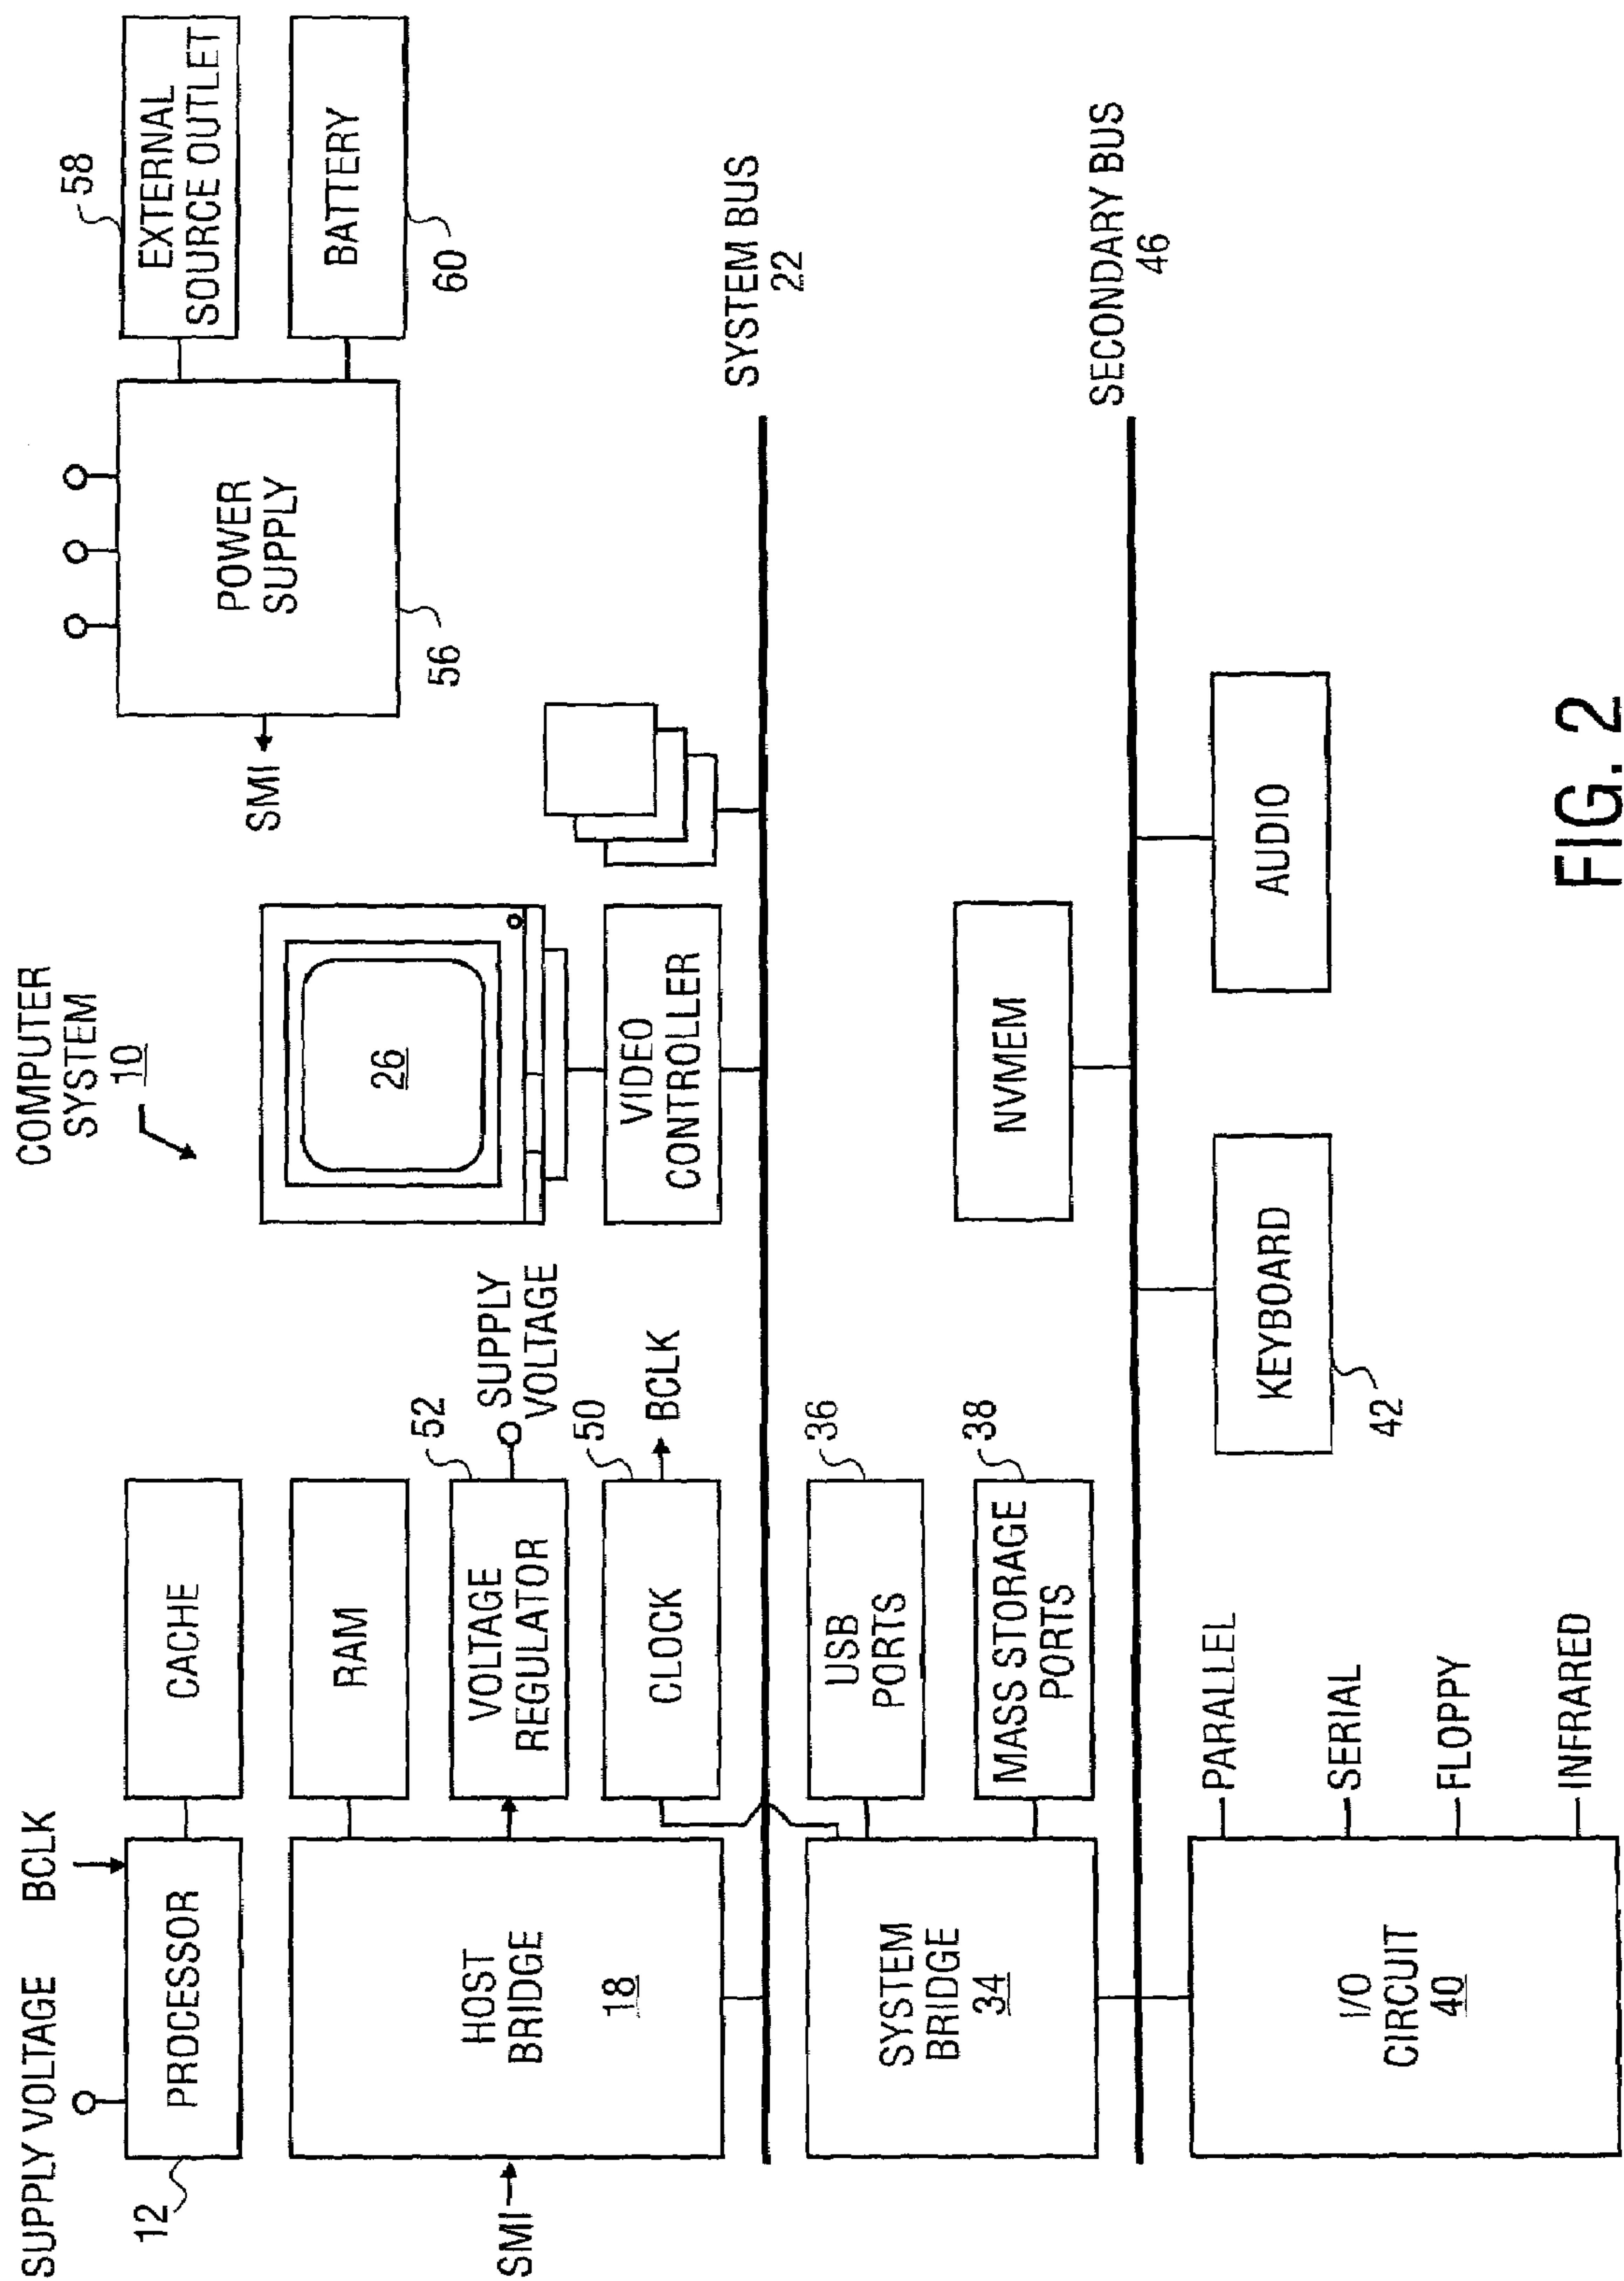 COMPUTER
SYSTEM
10
SUPPLY VOLTAGE
BCLK
PROCESSOR
12
CACHE
SMI
HOST
BRIDGE
18
RAM
VOLTAGE
REGULATOR
52
SUPPLY
VOLTAGE
CLOCK
50
BCLK
26
VIDEO
CONTROLLER
SMI
POWER
SUPPLY
56
EXTERNAL
SOURCE OUTLET
58
BATTERY
60
SYSTEM BUS
22
SYSTEM
BRIDGE
34
USB
PORTS
36
MASS STORAGE
PORTS
38
NVMEM
SECONDARY BUS
46
I/O
CIRCUIT
40
PARALLEL
SERIAL
FLOPPY
INFRARED
KEYBOARD
42
AUDIO
FIG. 2